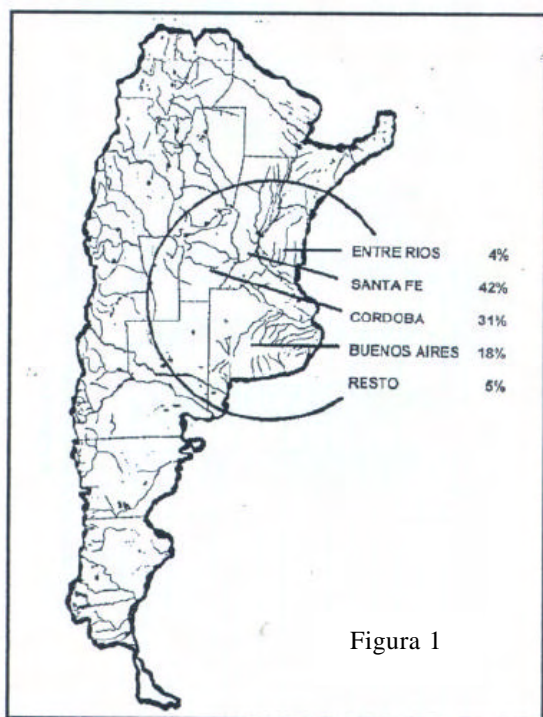 ENTRE RIOS 4%
SANTA FE 42%
CORDOBA 31%
BUENOS AIRES 18%
RESTO 5%
Figura 1